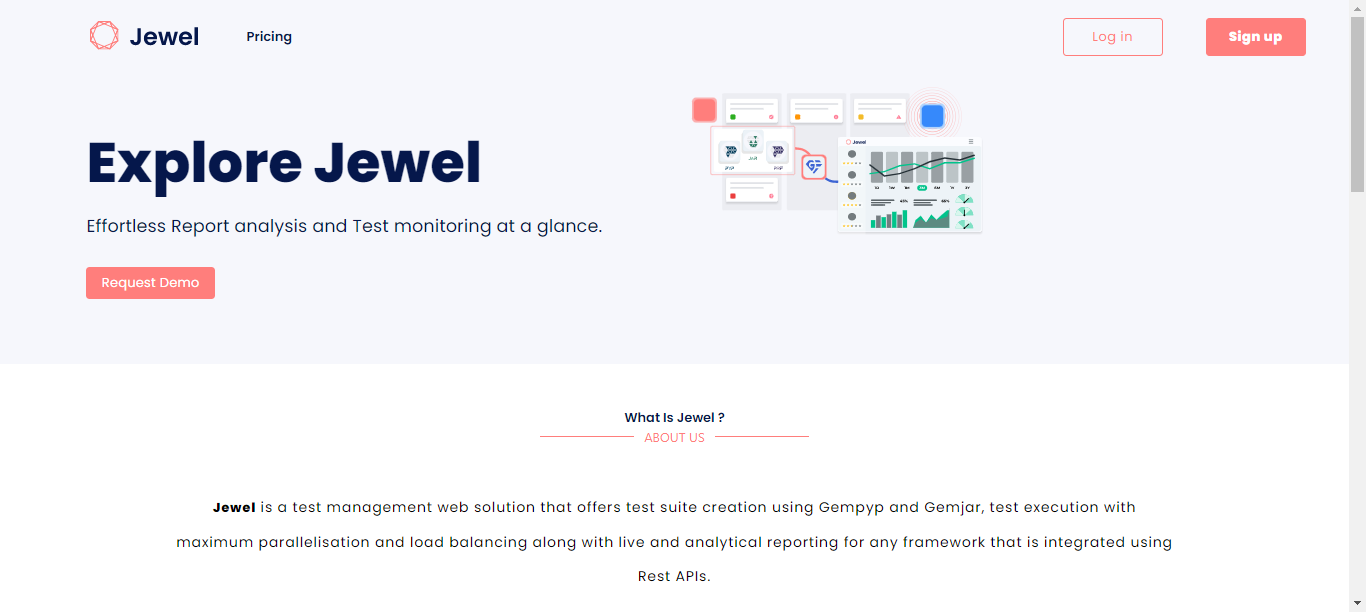 Jewel
Pricing
Log in
Sign up
Explore Jewel
Effortless Report analysis and Test monitoring at a glance.
Request Demo
Jewel
What Is Jewel ?
ABOUT US
Jewel is a test management web solution that offers test suite creation using Gempyp and Gemjar, test execution with
maximum parallelisation and load balancing along with live and analytical reporting for any framework that is integrated using
Rest APIs.